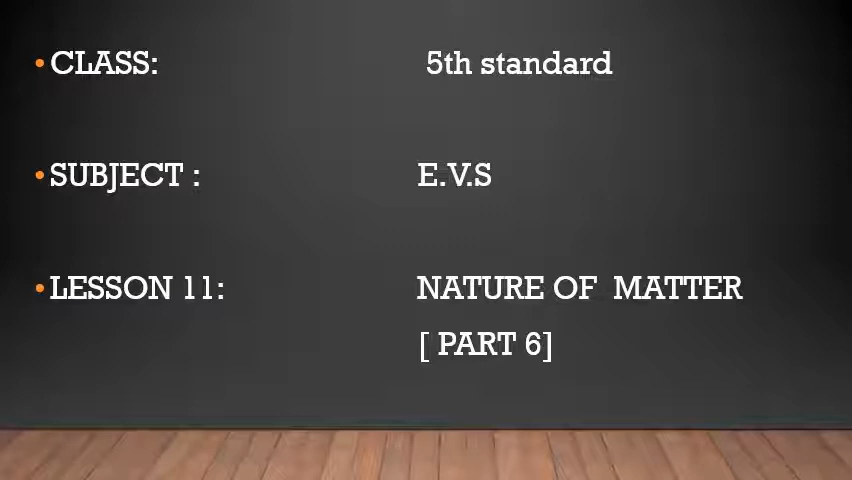 • CLASS: 5th standard
• SUBJECT : E.V.S
• LESSON 11: NATURE OF MATTER
[ PART 6]